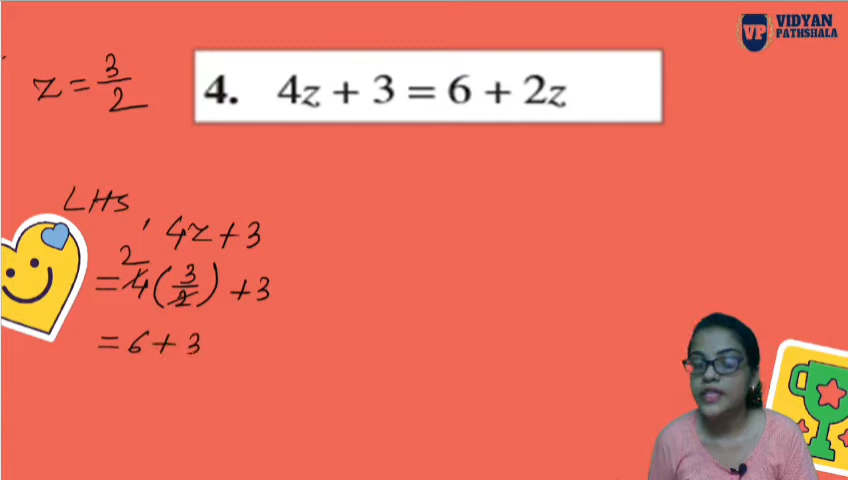 VIDYAN
PATHSHALA
VP
z = 3/2
4. 4z + 3 = 6 + 2z
LHS,
4z + 3
2
= 4(3/2) + 3
= 6 + 3